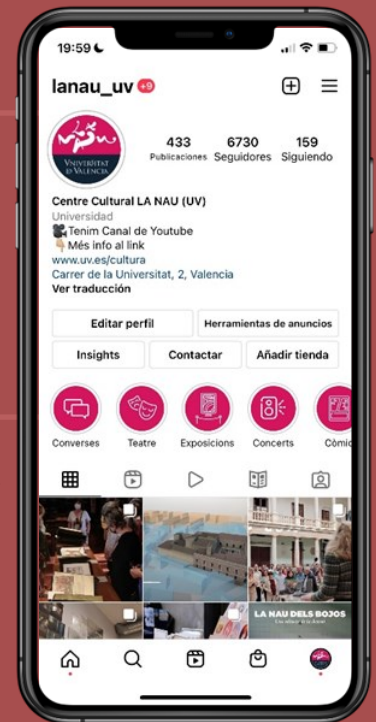 19:59
lanau_uv +9
VNIVERSITAT
ID VALÈNCIA
433 6730 159
Publicaciones Seguidores Siguiendo
Centre Cultural LA NAU (UV)
Universidad
Tenim Canal de Youtube
Més info al link
www.uv.es/cultura
Carrer de la Universitat, 2, Valencia
Ver traducción
Editar perfil Herramientas de anuncios
Insights Contactar Añadir tienda
Converses Teatre Exposicions Concerts Còmic
LA NAU DELS BOJOS